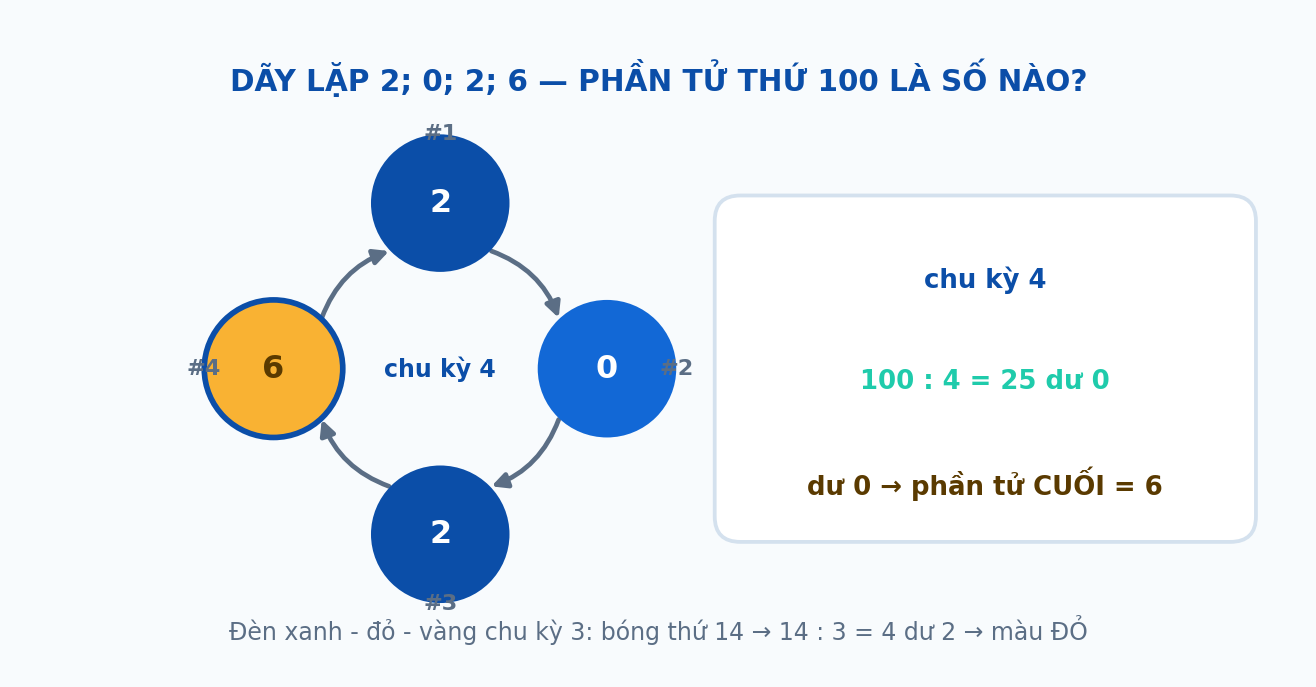 DÃY LẶP 2; 0; 2; 6 — PHẦN TỬ THỨ 100 LÀ SỐ NÀO?
#1
2
#4
6
chu kỳ 4
0
#2
2
#3
chu kỳ 4
100 : 4 = 25 dư 0
dư 0 → phần tử CUỐI = 6
Đèn xanh - đỏ - vàng chu kỳ 3: bóng thứ 14 → 14 : 3 = 4 dư 2 → màu ĐỎ